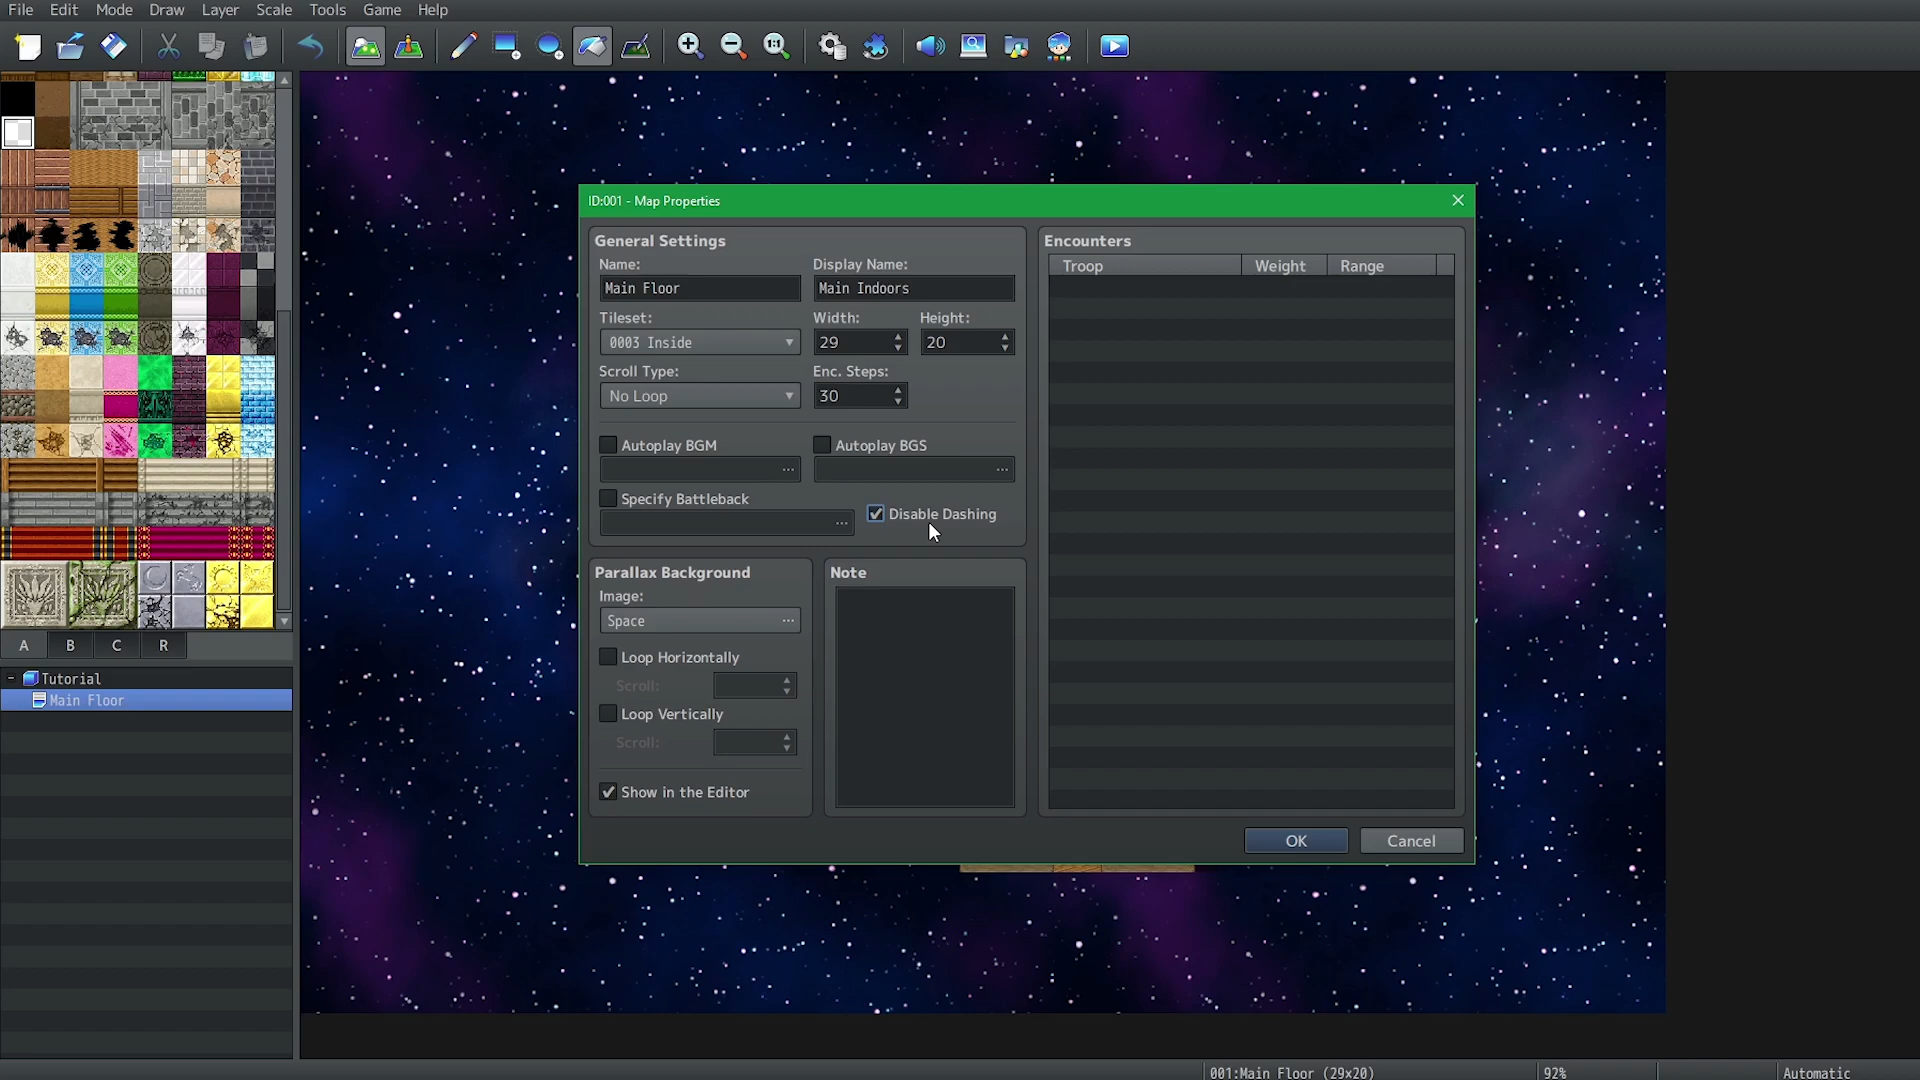 File Edit Mode Draw Layer Scale Tools Game Help
1:1
ID:001 - Map Properties
General Settings
Name:
Display Name:
Main Floor
Main Indoors
Tileset:
Width:
Height:
0003 Inside
29
20
Scroll Type:
Enc. Steps:
No Loop
30
Autoplay BGM
Autoplay BGS
...
...
Specify Battleback
...
Disable Dashing
Parallax Background
Image:
Space ...
Loop Horizontally
Scroll:
Loop Vertically
Scroll:
Show in the Editor
Note
Encounters
Troop Weight Range
OK Cancel
A B C R
Tutorial
Main Floor
001:Main Floor (29x20) 92% Automatic